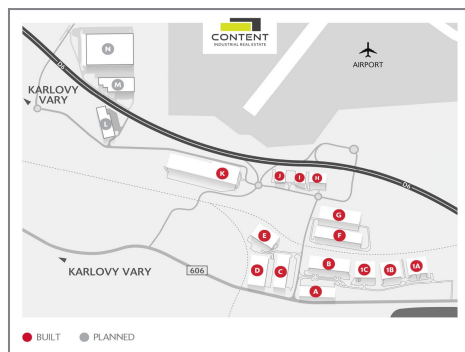 CONTENT
INDUSTRIAL REAL ESTATE
AIRPORT
N
M
KARLOVY
VARY
L
D6
K
J
I
H
D6
G
F
E
KARLOVY VARY
606
D
C
B
A
1C
1B
1A
BUILT
PLANNED